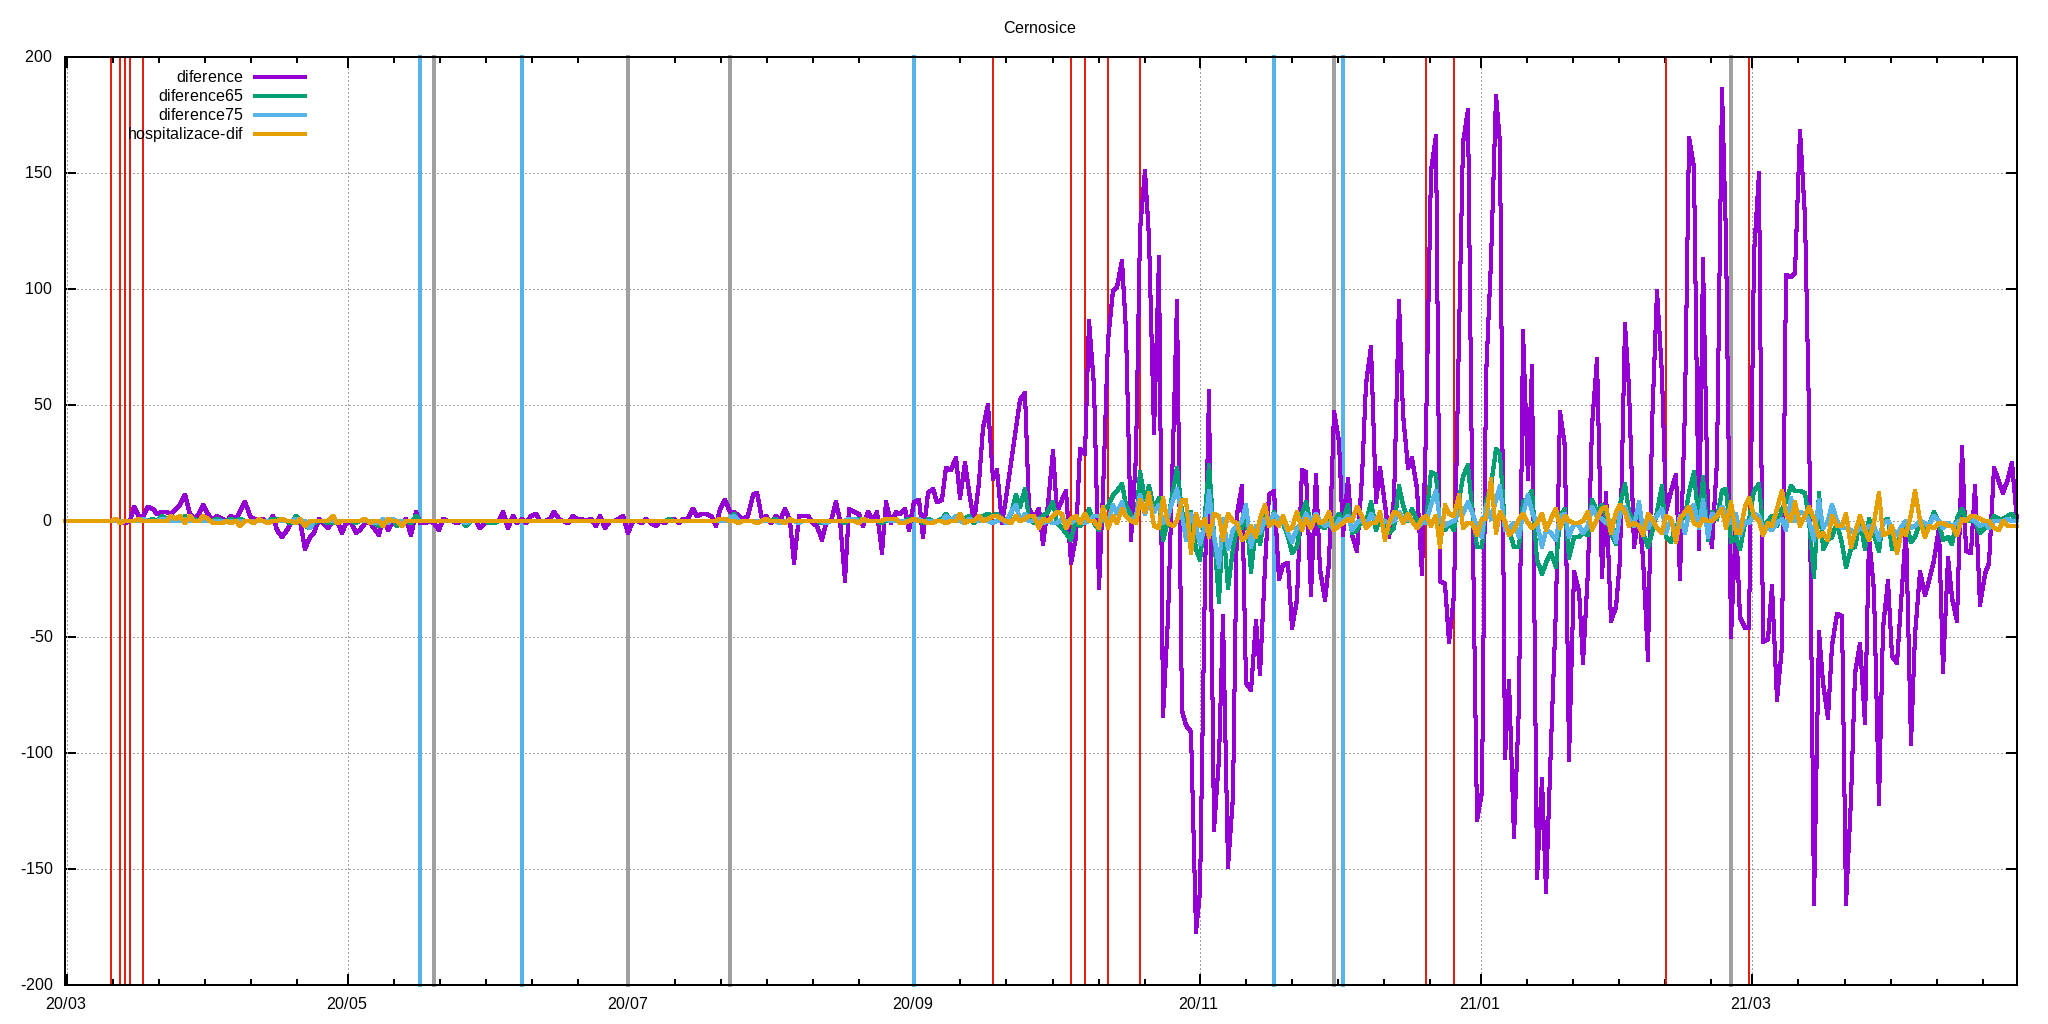 Cernosice
200
diference
diference65
diference75
hospitalizace-dif
150
100
50
0
-50
-100
-150
-200
20/03 20/05 20/07 20/09 20/11 21/01 21/03